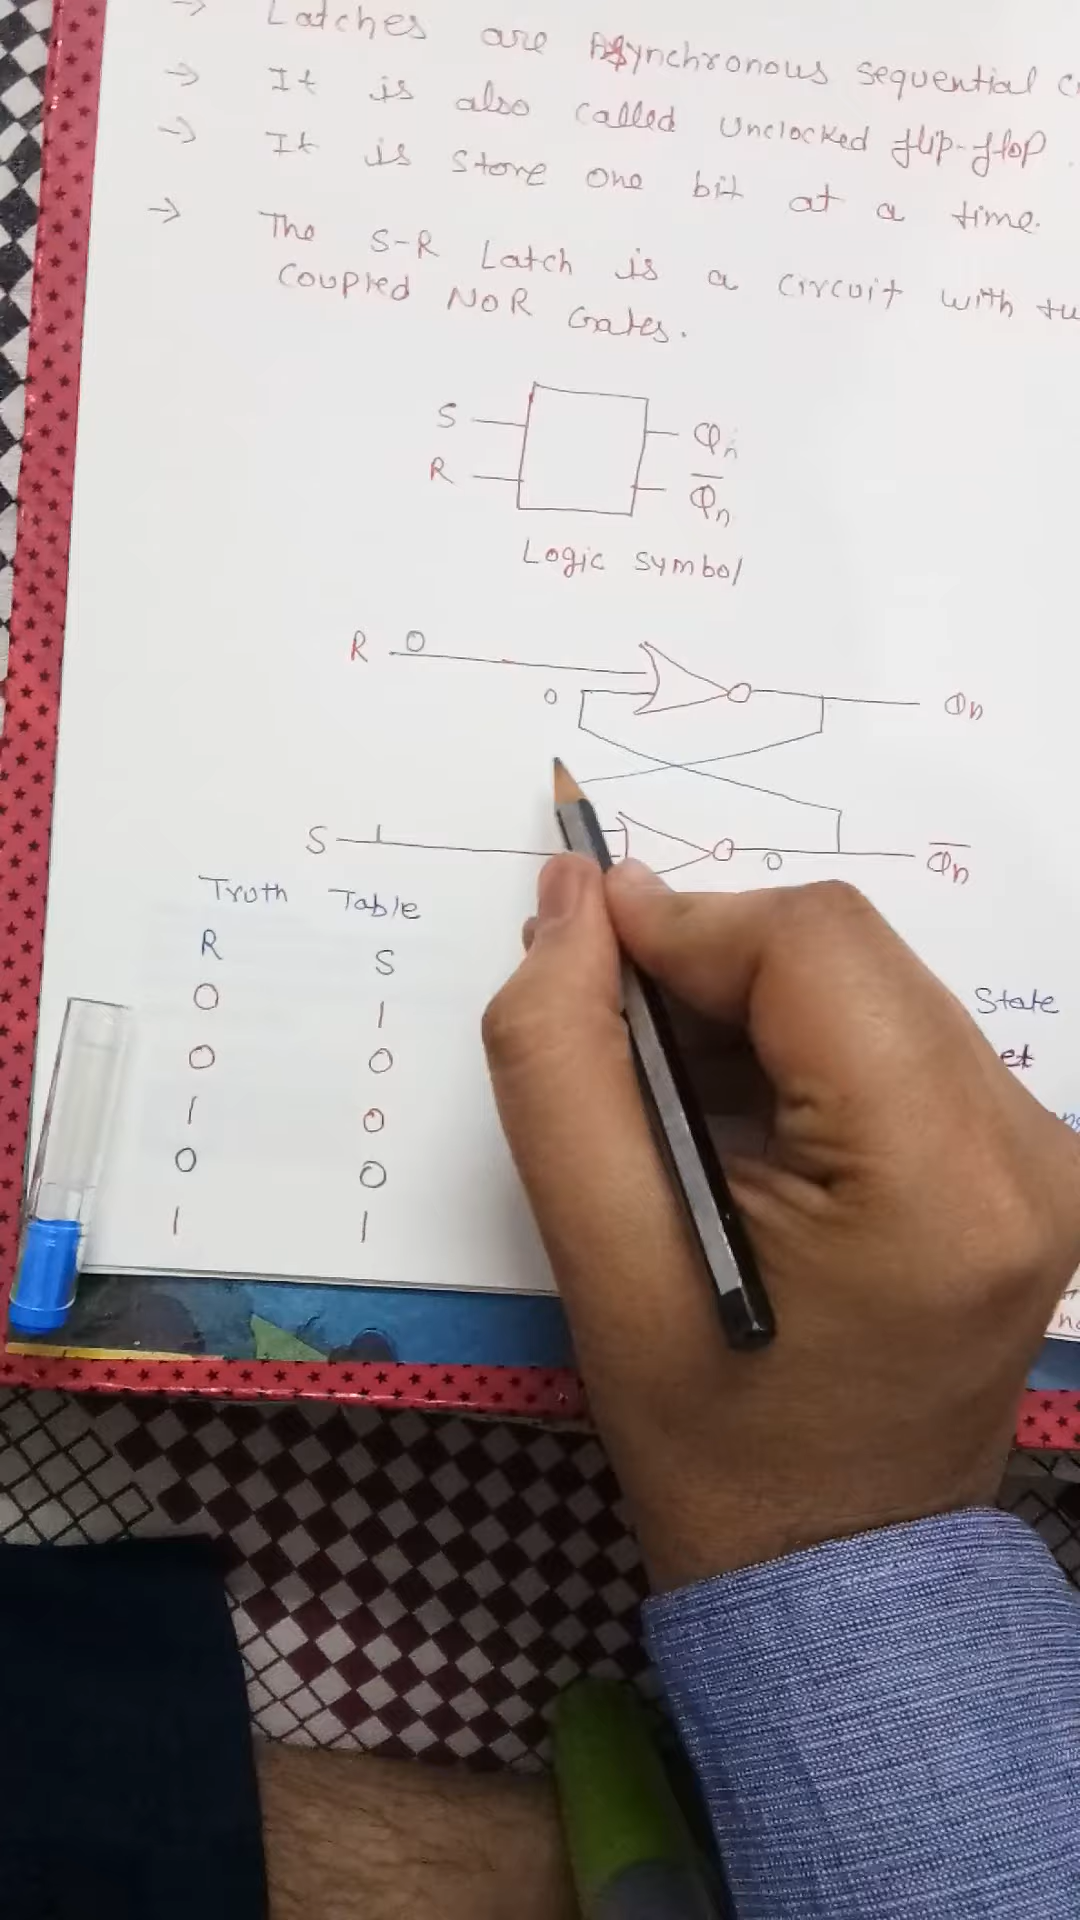 → Latches are Asynchronous sequential
→ It is also called Unclocked flip-flop.
→ It is store one bit at a time.
→ The S-R Latch is a circuit with
coupled NOR Gates.
S Qn
R Q̅n
Logic symbol
R 0
0 Qn
S 1 0 Q̅n
Truth Table
R S State
0 1
0 0
1 0
0 0
1 1